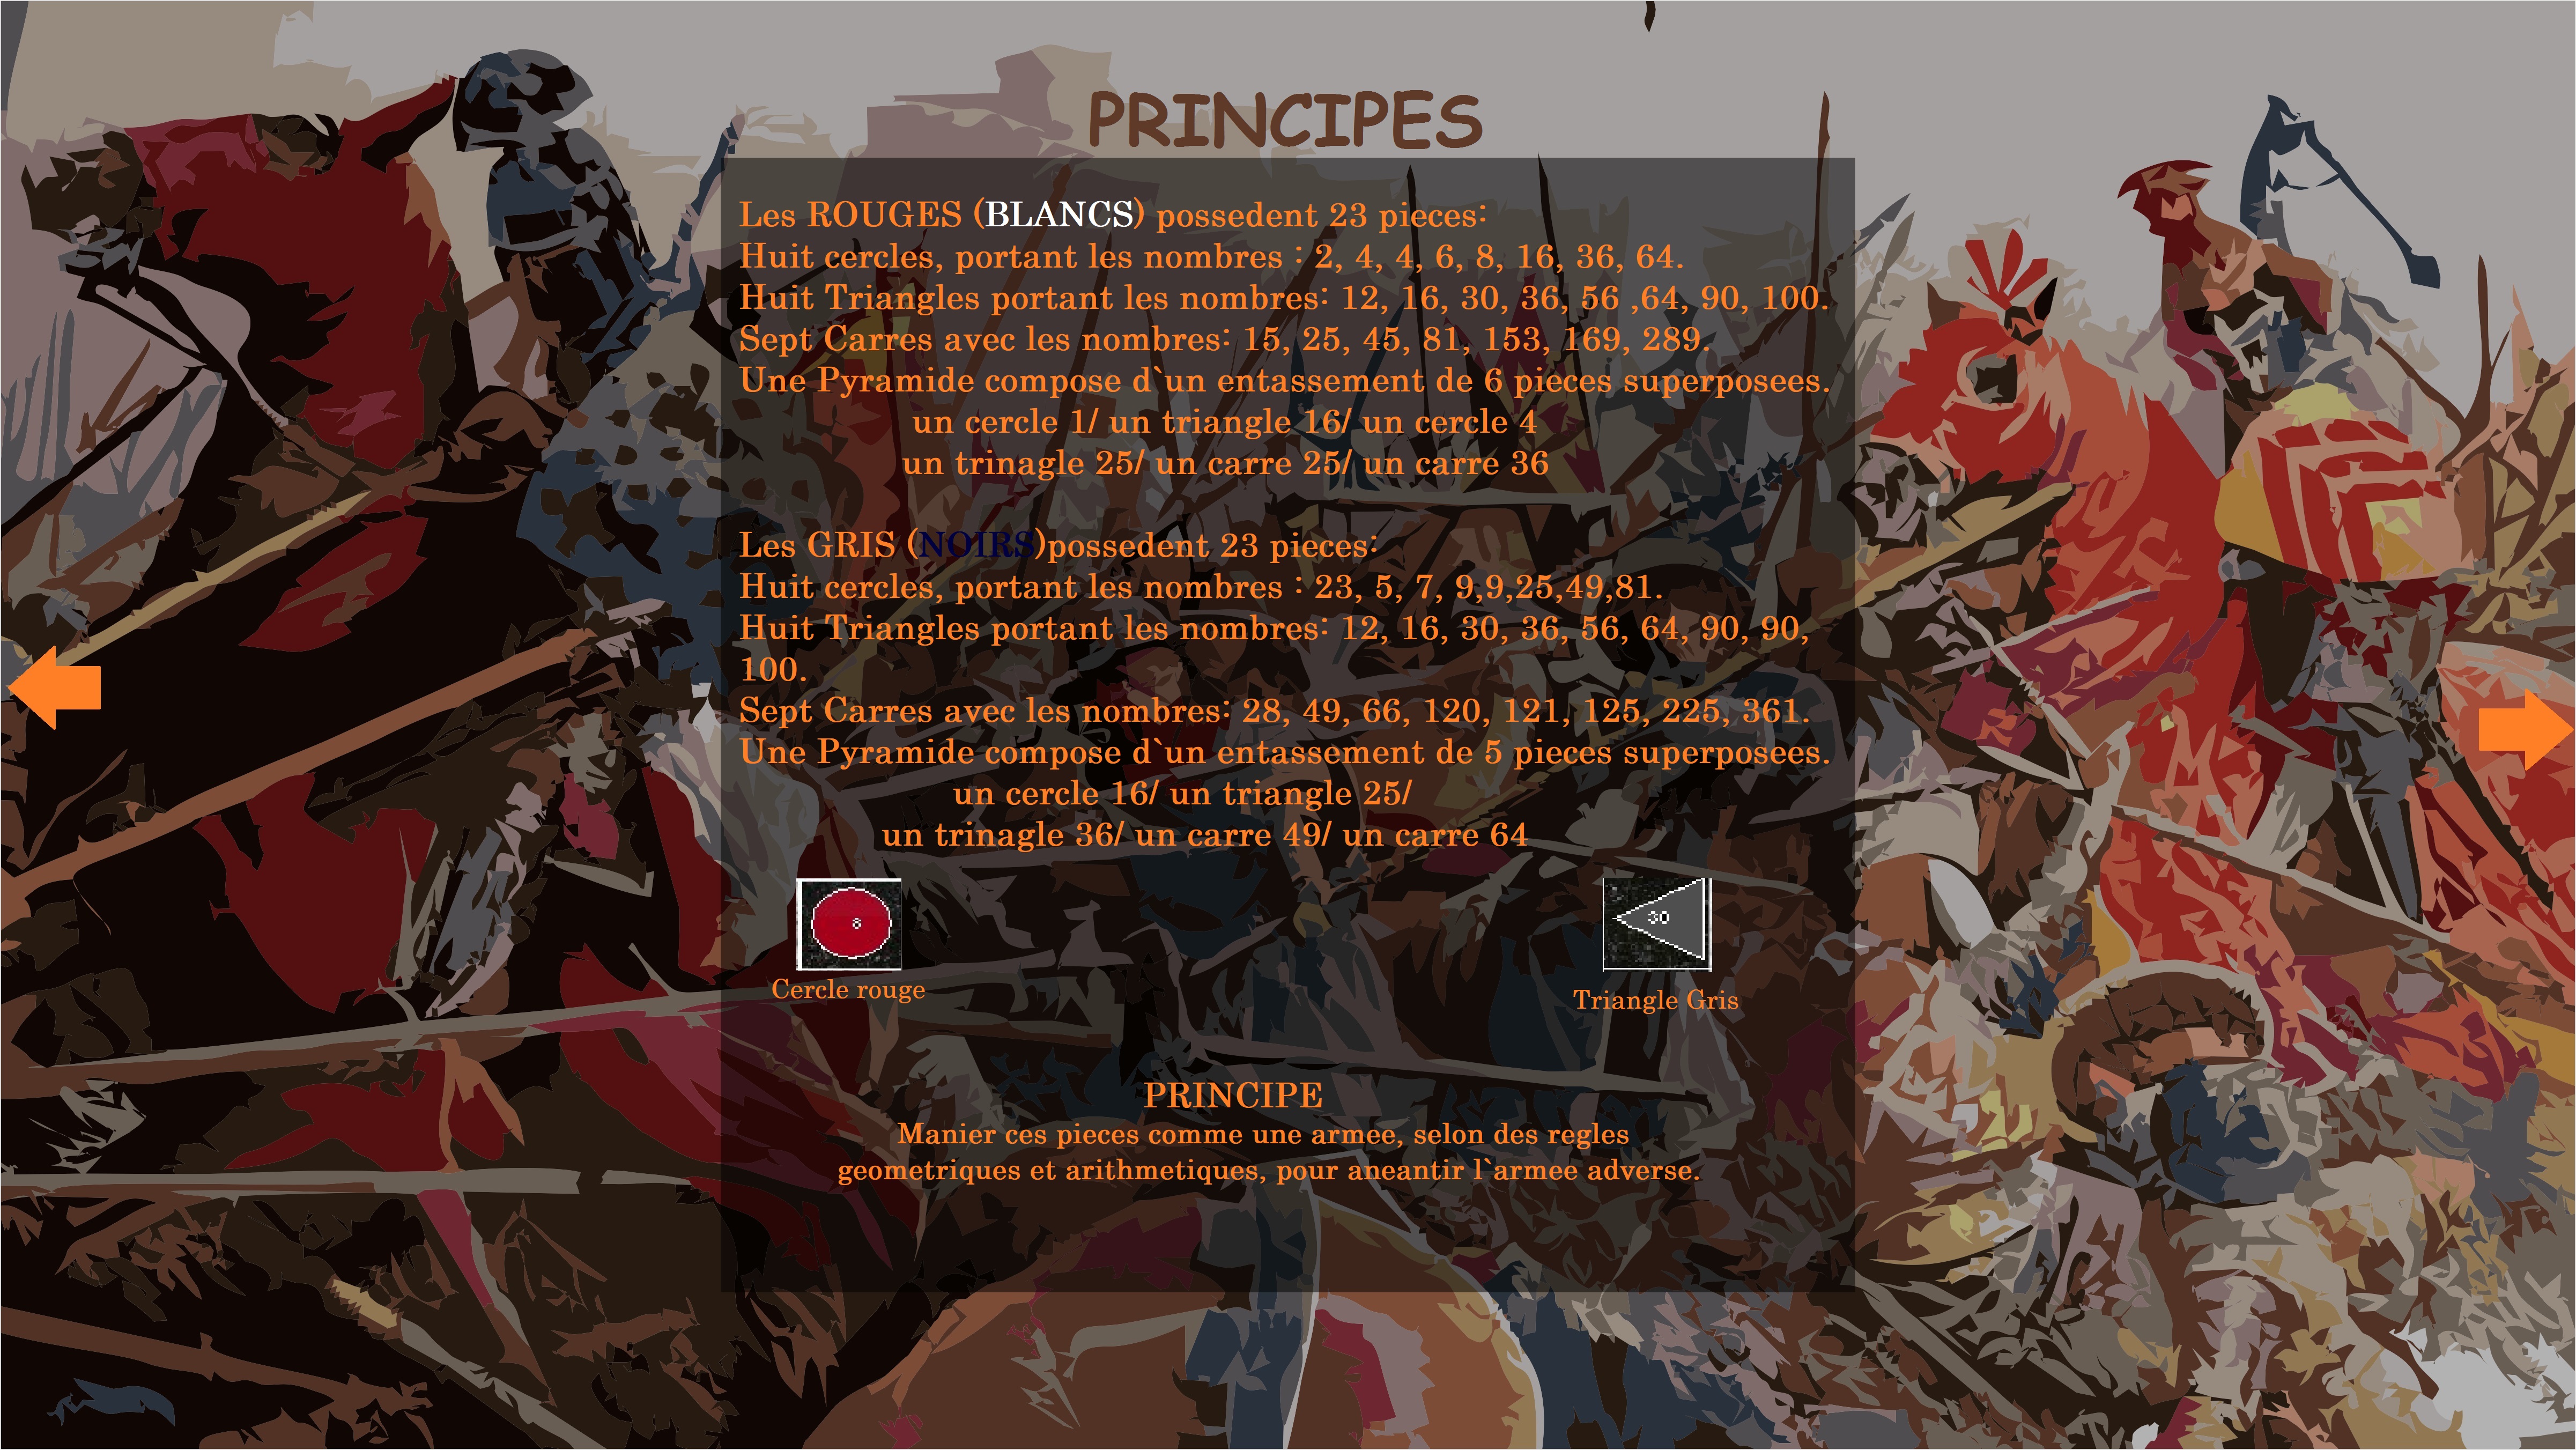 PRINCIPES
Les ROUGES (BLANCS) possedent 23 pieces:
Huit cercles, portant les nombres : 2, 4, 4, 6, 8, 16, 36, 64.
Huit Triangles portant les nombres: 12, 16, 30, 36, 56 ,64, 90, 100.
Sept Carres avec les nombres: 15, 25, 45, 81, 153, 169, 289.
Une Pyramide compose d`un entassement de 6 pieces superposees.
un cercle 1/ un triangle 16/ un cercle 4
un trinagle 25/ un carre 25/ un carre 36
Les GRIS (NOIRS)possedent 23 pieces:
Huit cercles, portant les nombres : 23, 5, 7, 9,9,25,49,81.
Huit Triangles portant les nombres: 12, 16, 30, 36, 56, 64, 90, 90,
100.
Sept Carres avec les nombres: 28, 49, 66, 120, 121, 125, 225, 361.
Une Pyramide compose d`un entassement de 5 pieces superposees.
un cercle 16/ un triangle 25/
un trinagle 36/ un carre 49/ un carre 64
8
30
Cercle rouge
Triangle Gris
PRINCIPE
Manier ces pieces comme une armee, selon des regles
geometriques et arithmetiques, pour aneantir l`armee adverse.